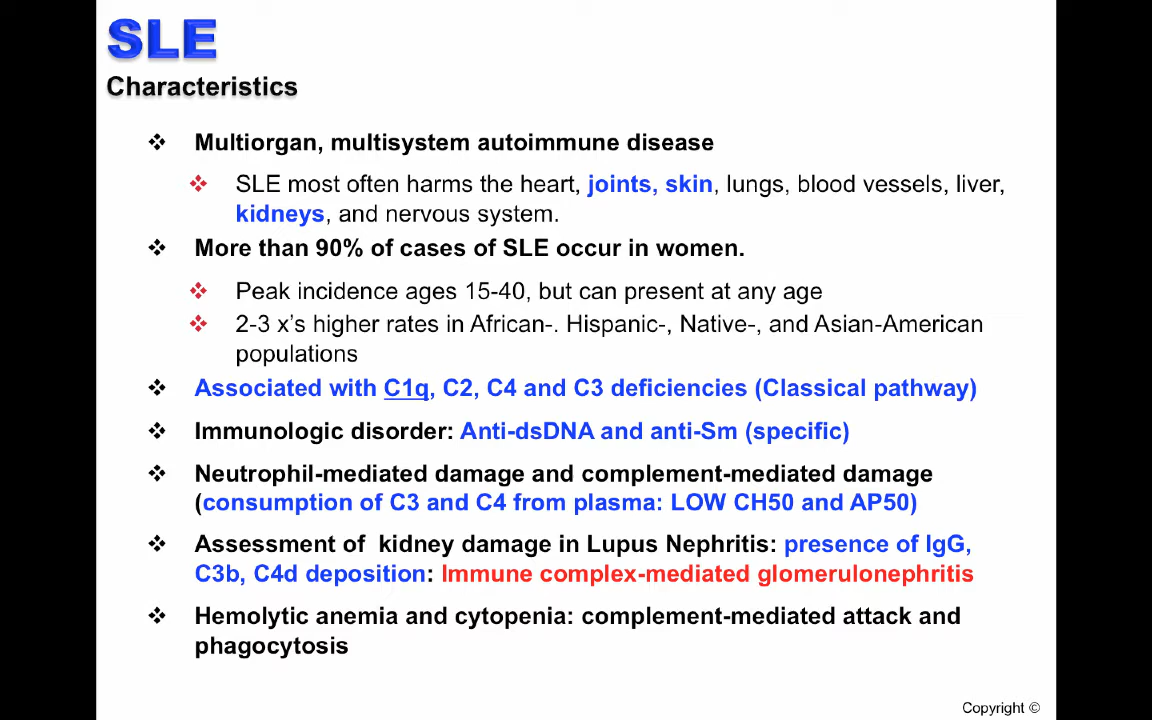 SLE
Characteristics
❖ Multiorgan, multisystem autoimmune disease
❖ SLE most often harms the heart, joints, skin, lungs, blood vessels, liver,
kidneys, and nervous system.
❖ More than 90% of cases of SLE occur in women.
❖ Peak incidence ages 15-40, but can present at any age
❖ 2-3 x’s higher rates in African-. Hispanic-, Native-, and Asian-American
populations
❖ Associated with C1q, C2, C4 and C3 deficiencies (Classical pathway)
❖ Immunologic disorder: Anti-dsDNA and anti-Sm (specific)
❖ Neutrophil-mediated damage and complement-mediated damage
(consumption of C3 and C4 from plasma: LOW CH50 and AP50)
❖ Assessment of kidney damage in Lupus Nephritis: presence of IgG,
C3b, C4d deposition: Immune complex-mediated glomerulonephritis
❖ Hemolytic anemia and cytopenia: complement-mediated attack and
phagocytosis
Copyright ©